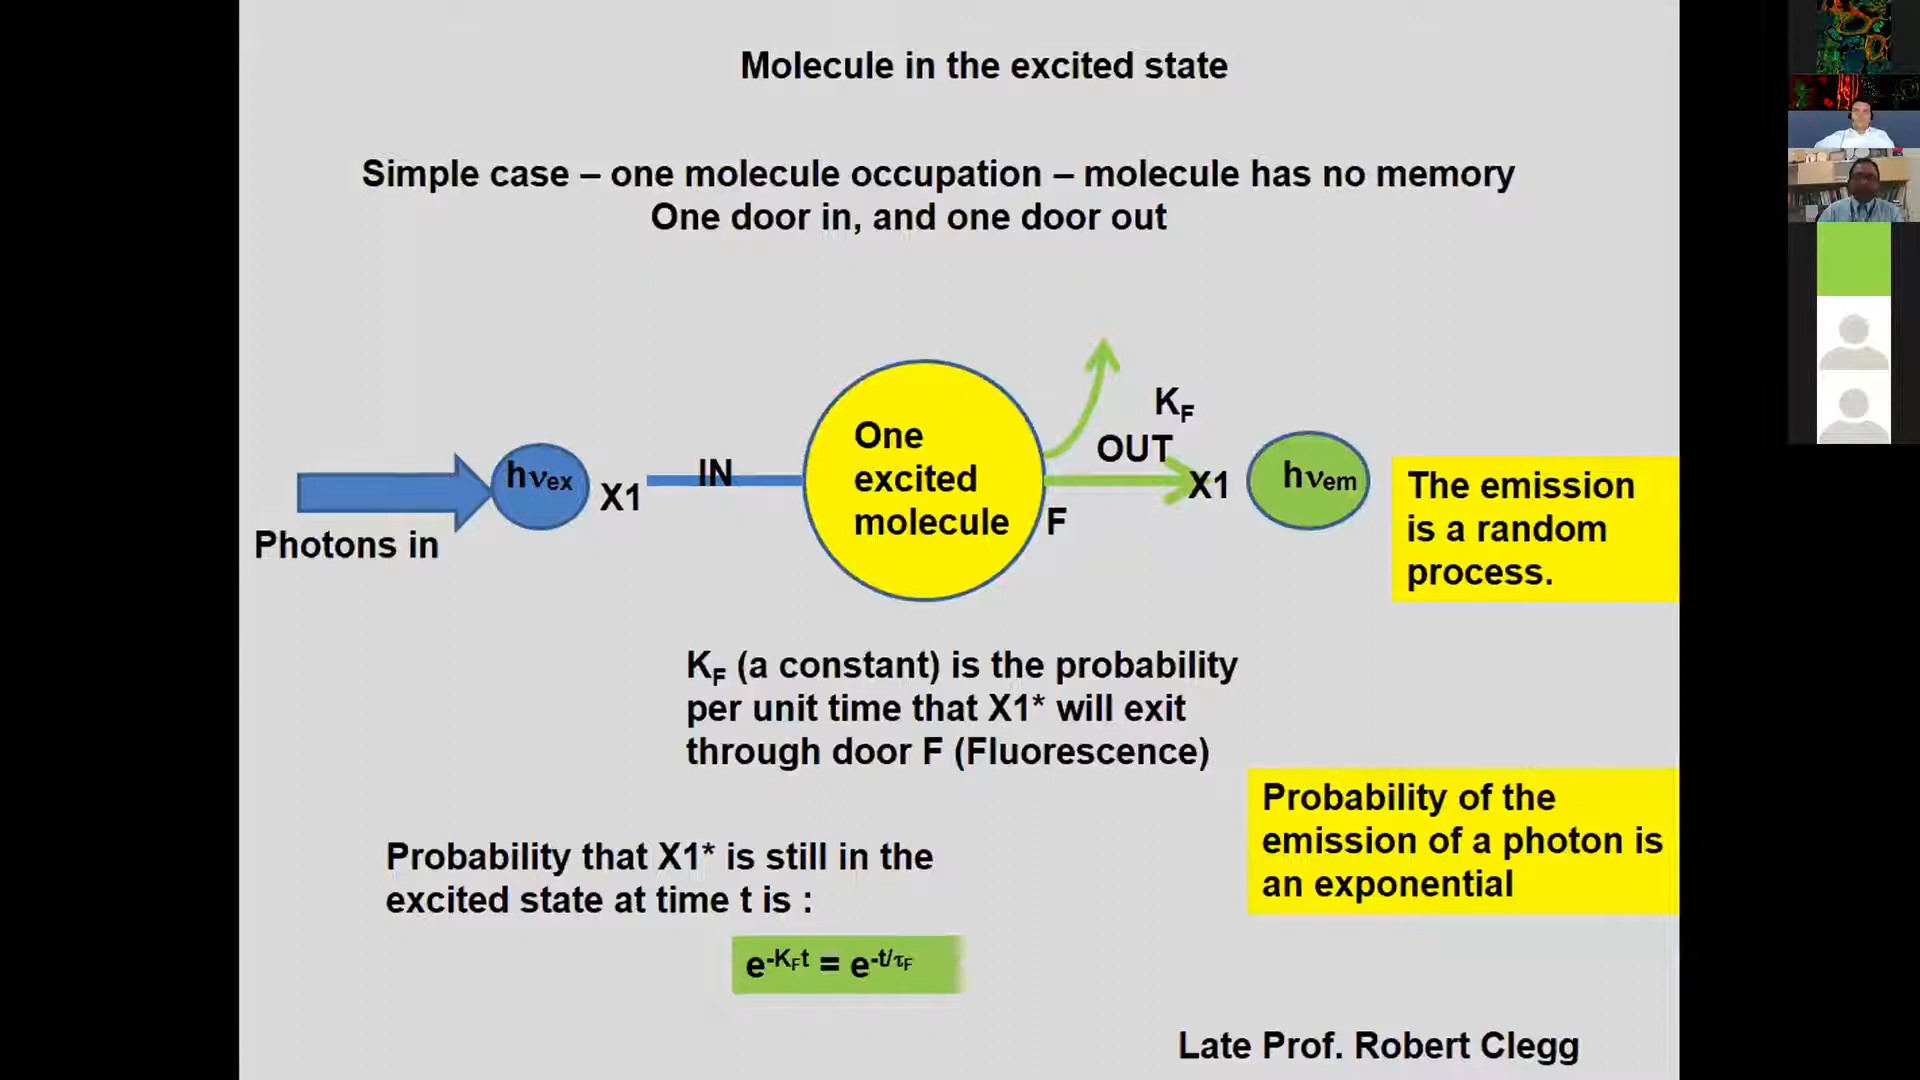 Molecule in the excited state
Simple case – one molecule occupation – molecule has no memory
One door in, and one door out
Photons in
hνex
X1
IN
One
excited
molecule
KF
OUT
F
X1
hνem
The emission
is a random
process.
KF (a constant) is the probability
per unit time that X1* will exit
through door F (Fluorescence)
Probability of the
emission of a photon is
an exponential
Probability that X1* is still in the
excited state at time t is :
e-KFt = e-t/τF
Late Prof. Robert Clegg